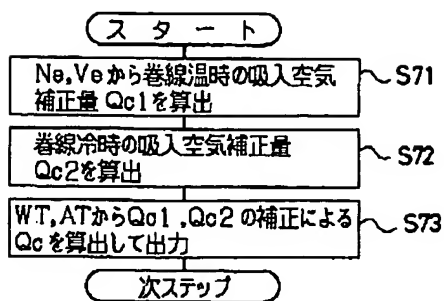 スタート
Ne,Veから巻線温時の吸入空気
補正量Qc1を算出
S71
巻線冷時の吸入空気補正量
Qc2を算出
S72
WT,ATからQc1,Qc2の補正による
Qcを算出して出力
S73
次ステップ